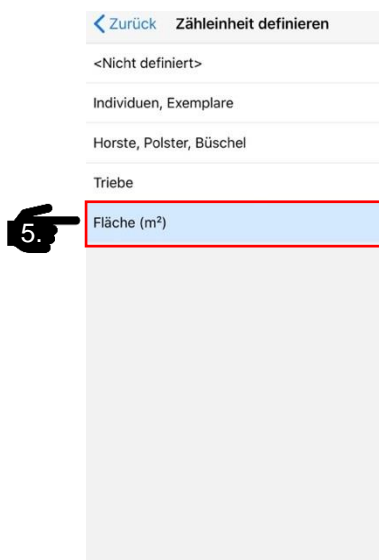 Zurück Zähleinheit definieren
<Nicht definiert>
Individuen, Exemplare
Horste, Polster, Büschel
Triebe
Fläche (m²)
5.